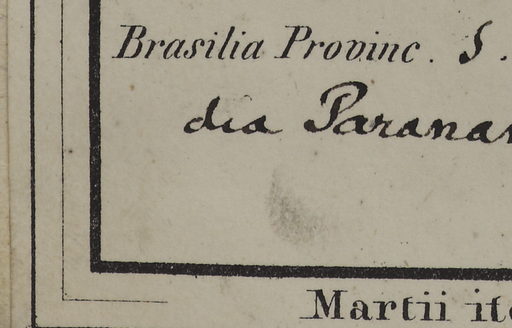 Brasilia Provinc. S.
dia Paranan
Martii ite